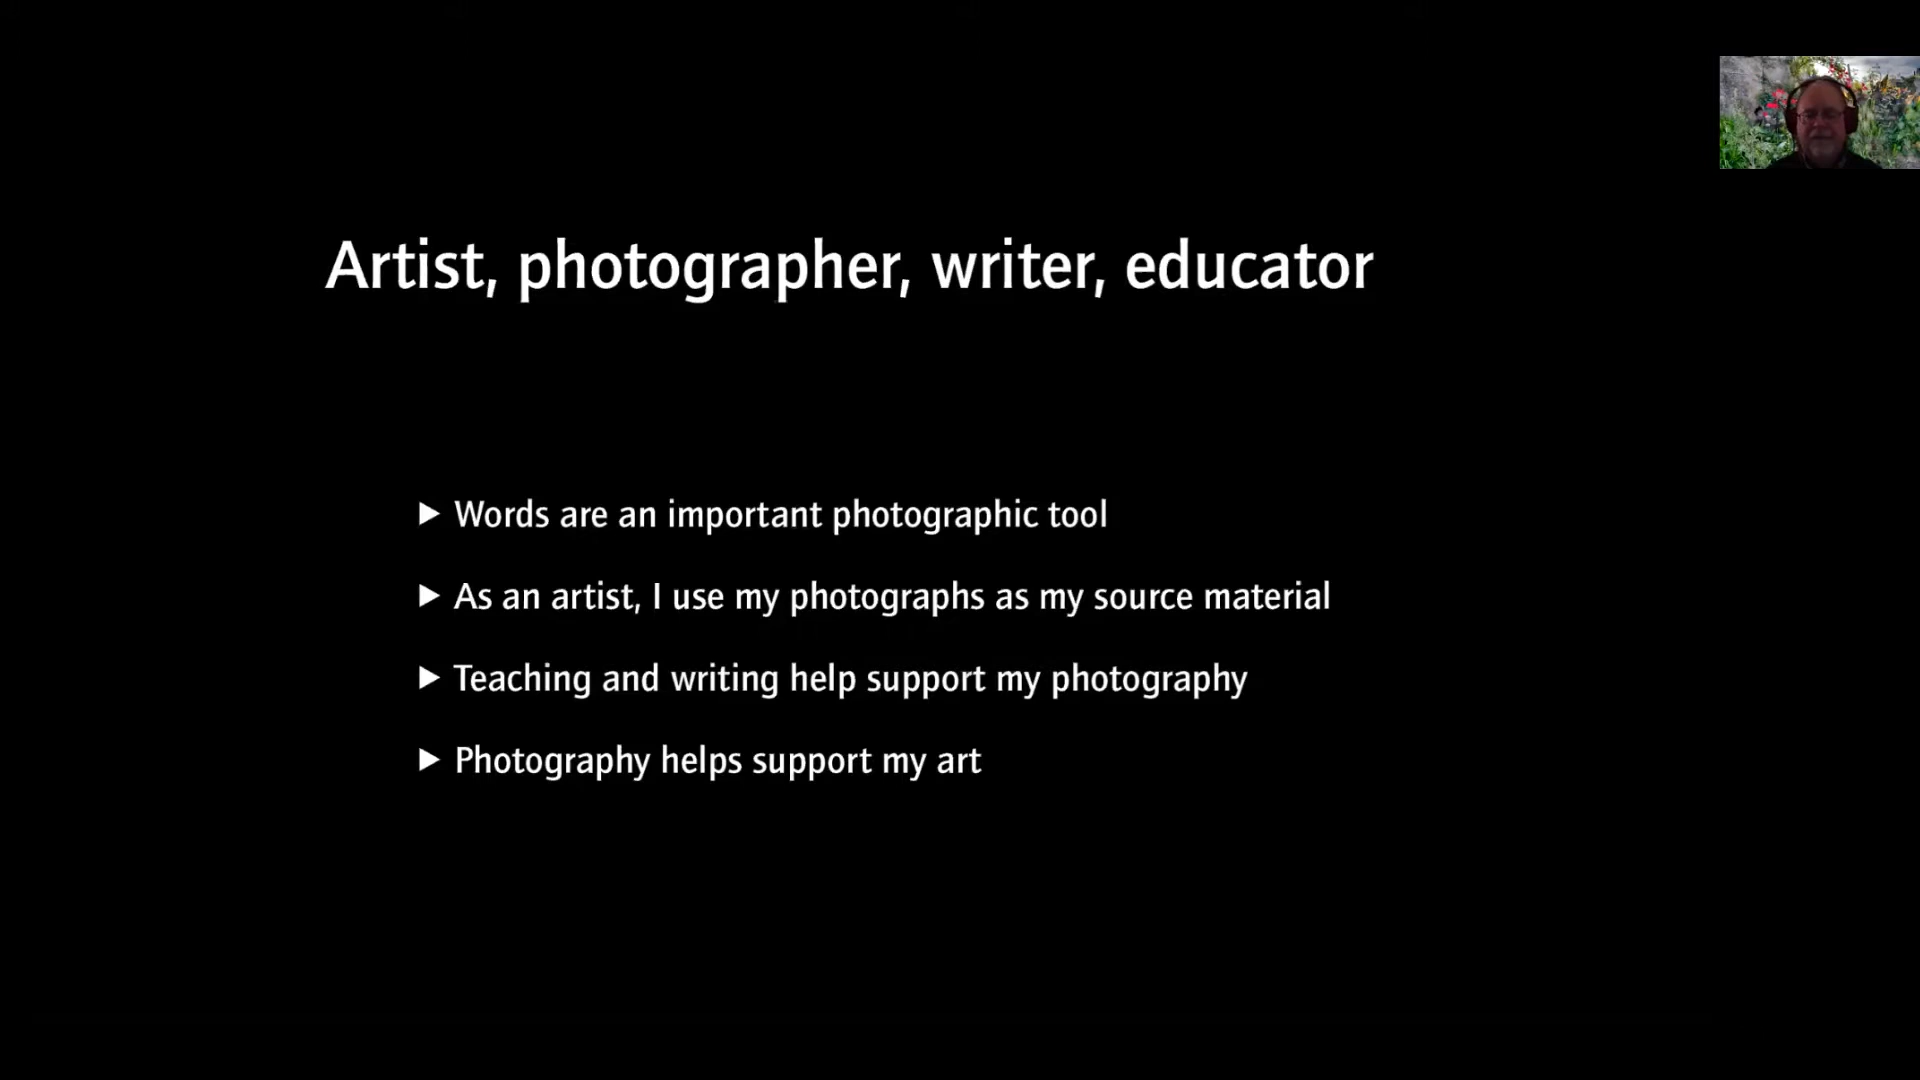 Artist, photographer, writer, educator
▶ Words are an important photographic tool
▶ As an artist, I use my photographs as my source material
▶ Teaching and writing help support my photography
▶ Photography helps support my art